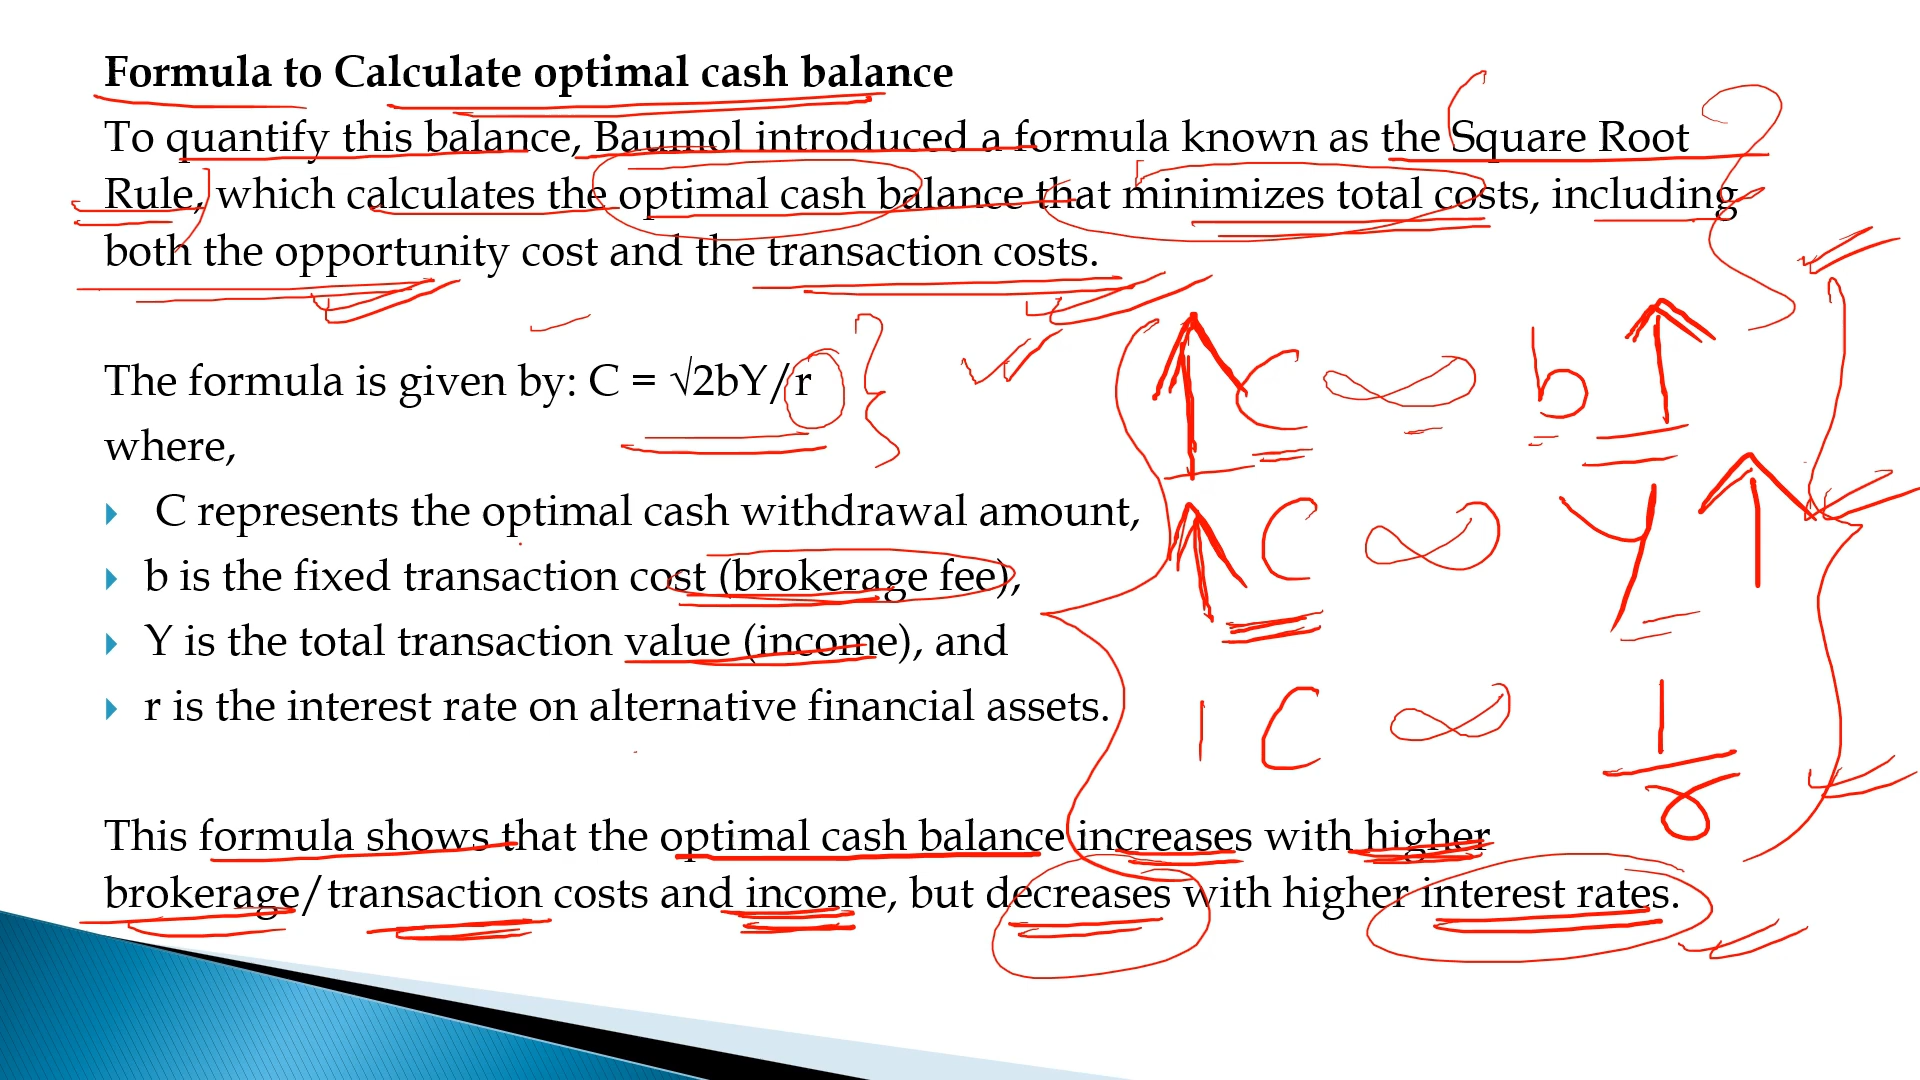 Formula to Calculate optimal cash balance
To quantify this balance, Baumol introduced a formula known as the Square Root
Rule, which calculates the optimal cash balance that minimizes total costs, including
both the opportunity cost and the transaction costs.
The formula is given by: C = √2bY/r
where,
C represents the optimal cash withdrawal amount,
b is the fixed transaction cost (brokerage fee),
Y is the total transaction value (income), and
r is the interest rate on alternative financial assets.
This formula shows that the optimal cash balance increases with higher
brokerage/transaction costs and income, but decreases with higher interest rates.
↑ C ∝ b ↑
↑ C ∝ Y ↑
C ∝ 1/r